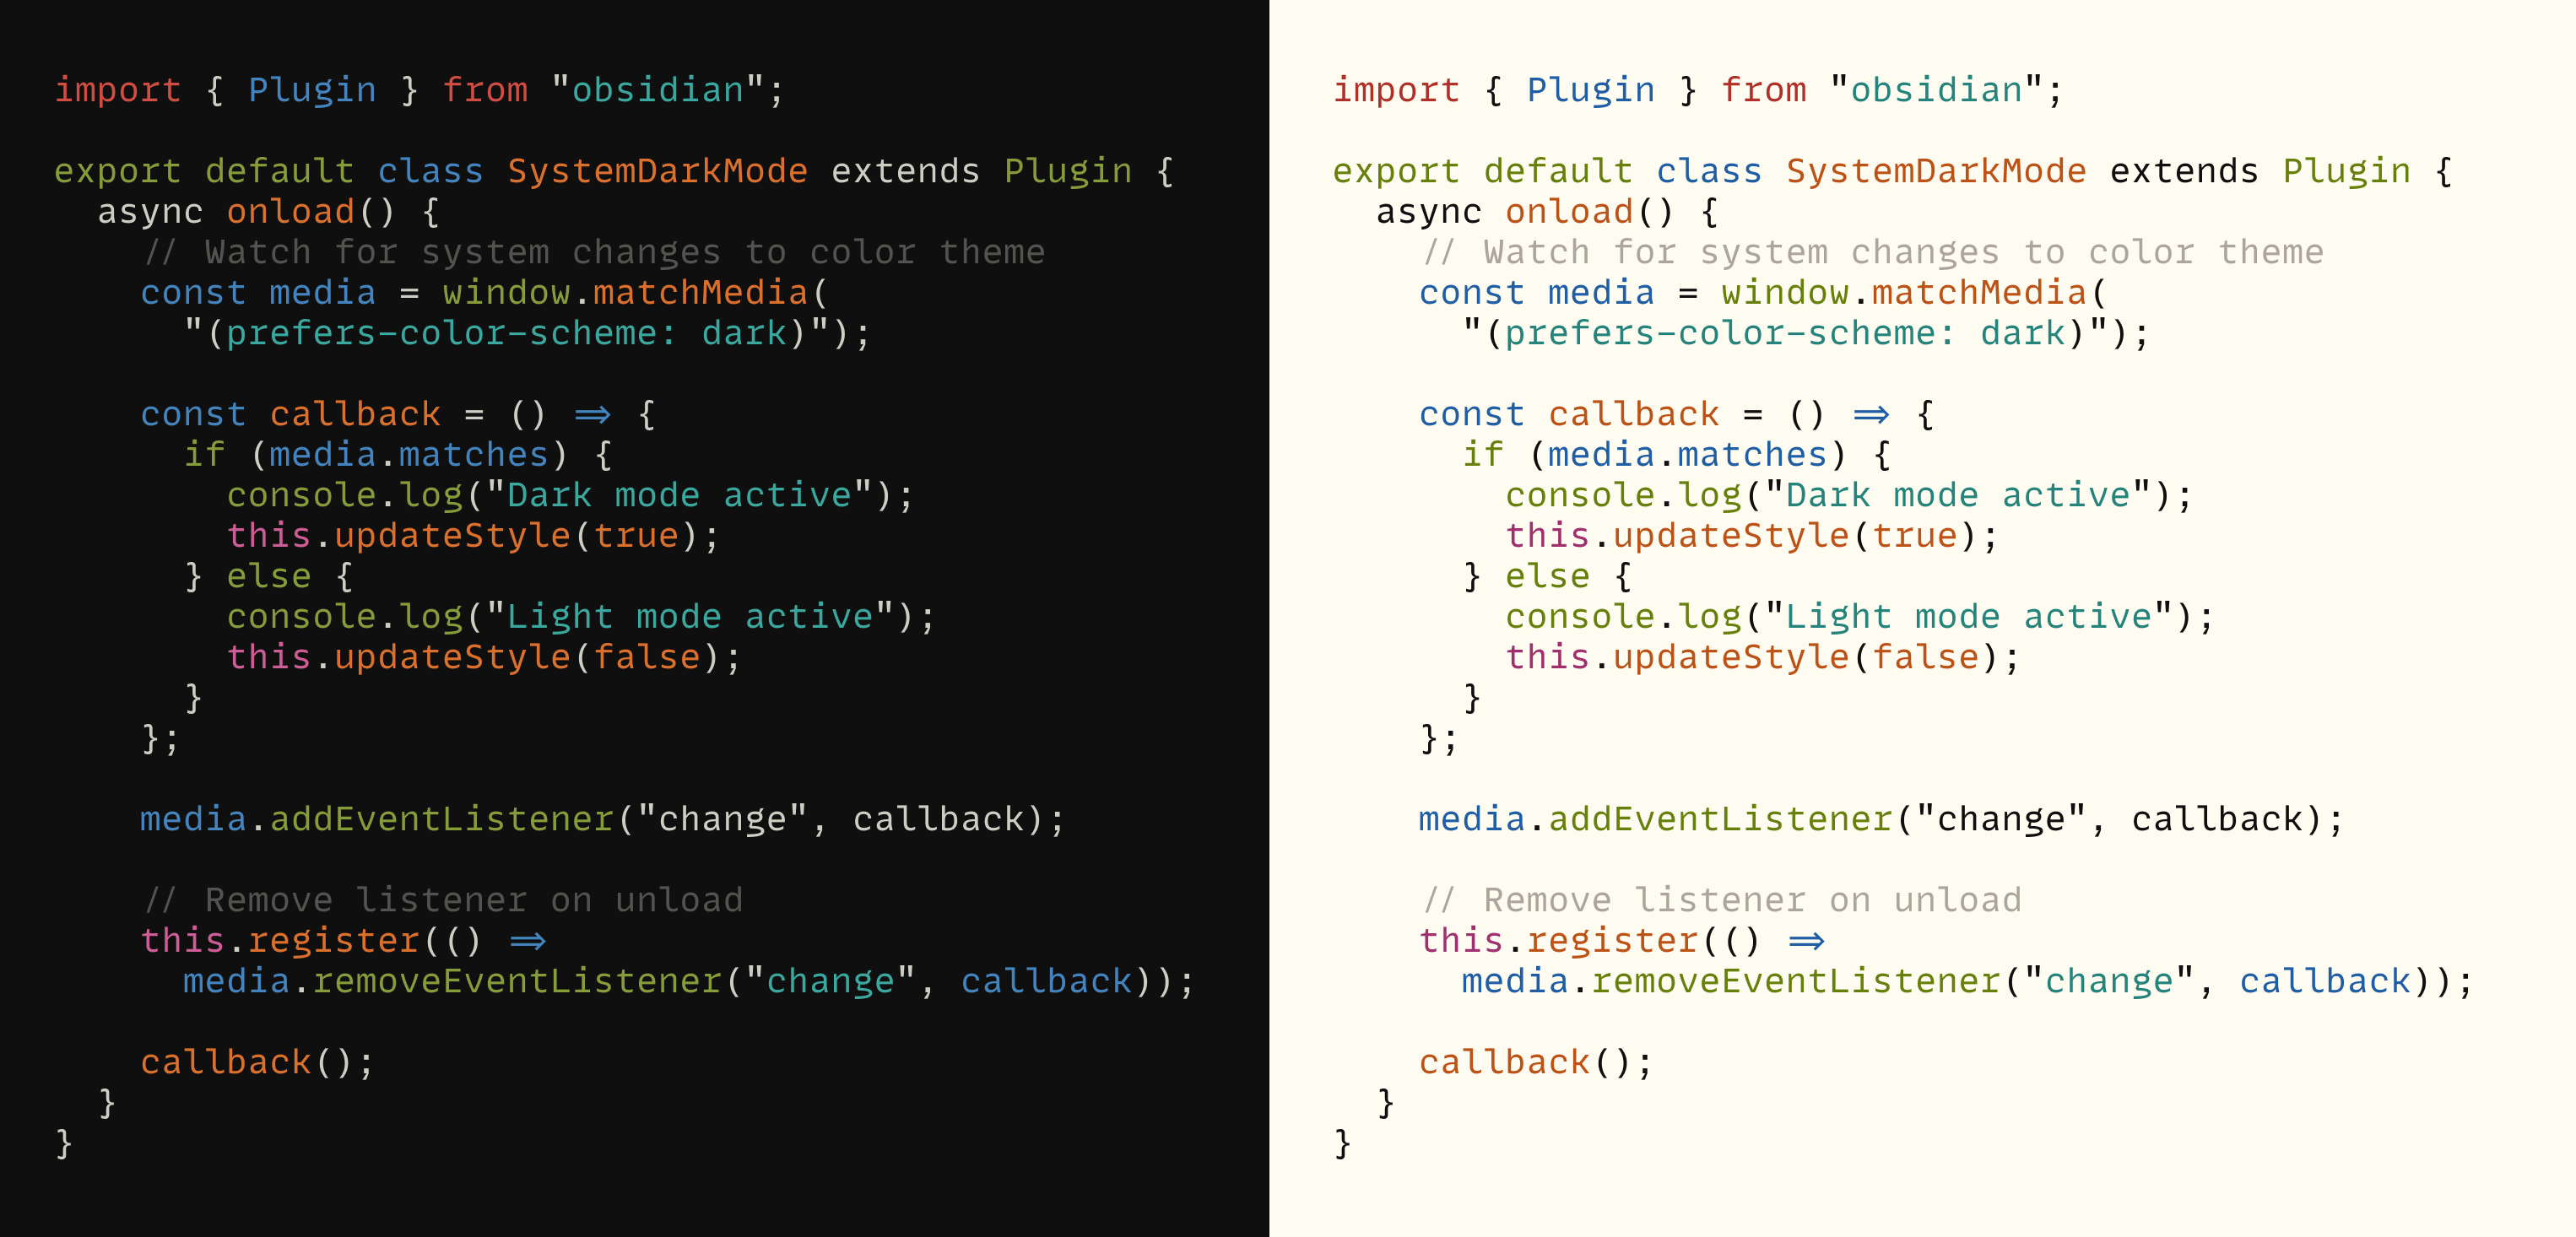 import { Plugin } from "obsidian";
export default class SystemDarkMode extends Plugin {
  async onload() {
    // Watch for system changes to color theme
    const media = window.matchMedia(
      "(prefers-color-scheme: dark)");
    const callback = () => {
      if (media.matches) {
        console.log("Dark mode active");
        this.updateStyle(true);
      } else {
        console.log("Light mode active");
        this.updateStyle(false);
      }
    };
    media.addEventListener("change", callback);
    // Remove listener on unload
    this.register(() =>
      media.removeEventListener("change", callback));
    callback();
  }
}
import { Plugin } from "obsidian";
export default class SystemDarkMode extends Plugin {
  async onload() {
    // Watch for system changes to color theme
    const media = window.matchMedia(
      "(prefers-color-scheme: dark)");
    const callback = () => {
      if (media.matches) {
        console.log("Dark mode active");
        this.updateStyle(true);
      } else {
        console.log("Light mode active");
        this.updateStyle(false);
      }
    };
    media.addEventListener("change", callback);
    // Remove listener on unload
    this.register(() =>
      media.removeEventListener("change", callback));
    callback();
  }
}